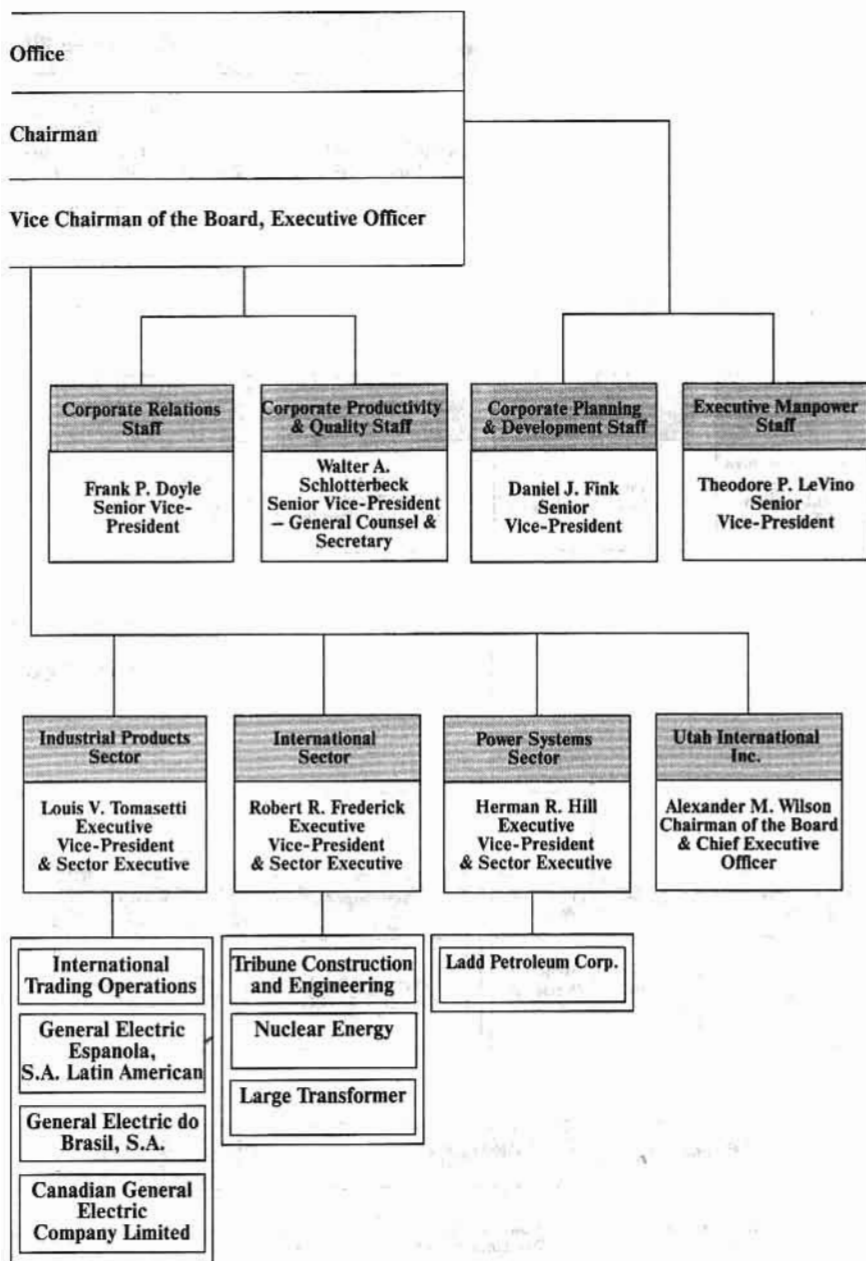 Office
Chairman
Vice Chairman of the Board, Executive Officer
Corporate Relations
Staff
Frank P. Doyle
Senior Vice-
President
Corporate Productivity
& Quality Staff
Walter A.
Schlotterbeck
Senior Vice-President
– General Counsel &
Secretary
Corporate Planning
& Development Staff
Daniel J. Fink
Senior
Vice-President
Executive Manpower
Staff
Theodore P. LeVino
Senior
Vice-President
Industrial Products
Sector
Louis V. Tomasetti
Executive
Vice-President
& Sector Executive
International
Sector
Robert R. Frederick
Executive
Vice-President
& Sector Executive
Power Systems
Sector
Herman R. Hill
Executive
Vice-President
& Sector Executive
Utah International
Inc.
Alexander M. Wilson
Chairman of the Board
& Chief Executive
Officer
International
Trading Operations
General Electric
Espanola,
S.A. Latin American
General Electric do
Brasil, S.A.
Canadian General
Electric
Company Limited
Tribune Construction
and Engineering
Nuclear Energy
Large Transformer
Ladd Petroleum Corp.